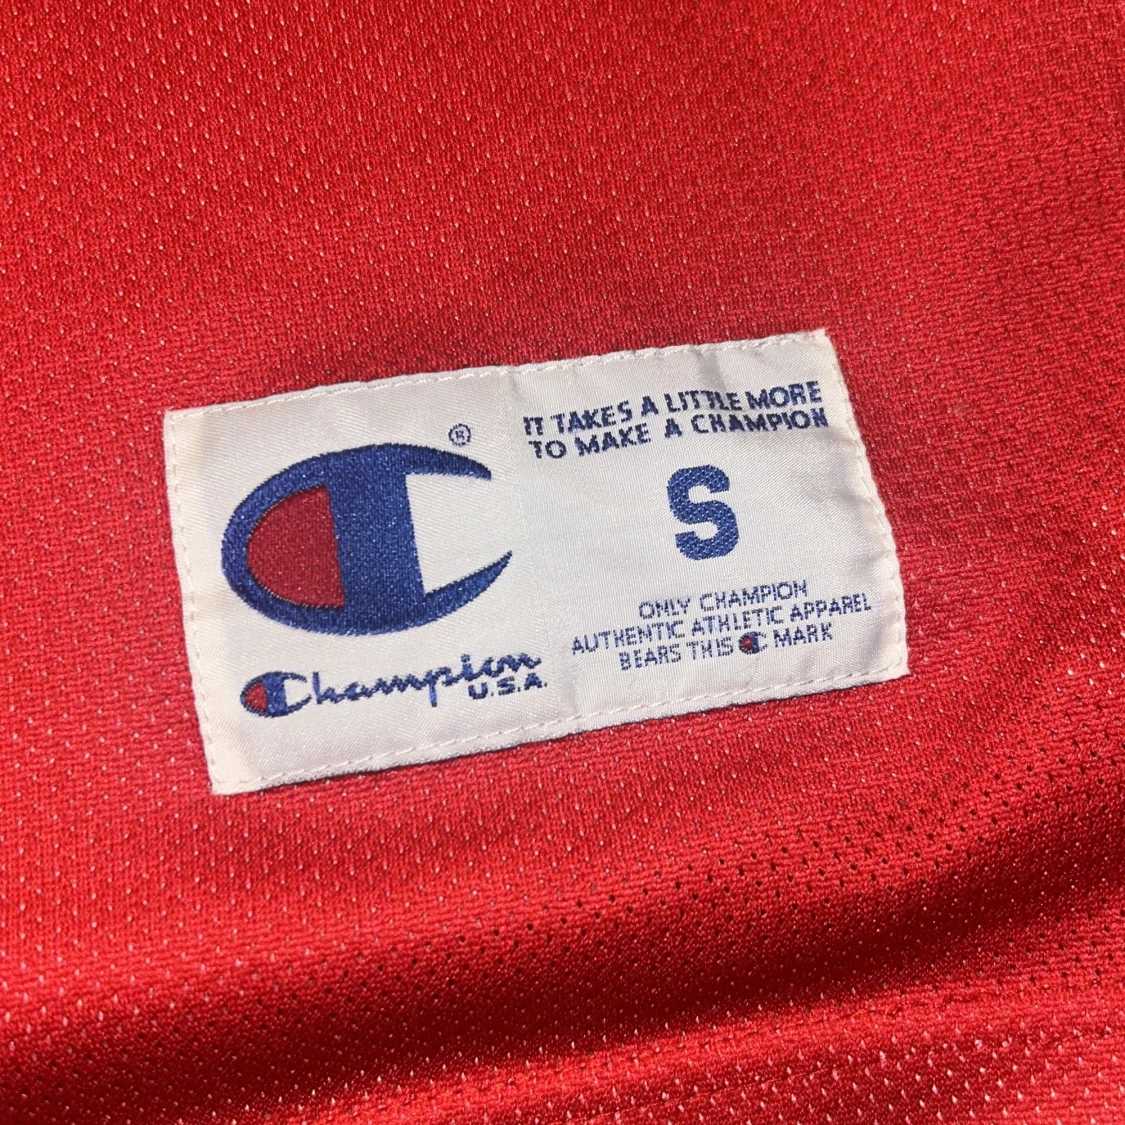 ®
Champion
U.S.A.
IT TAKES A LITTLE MORE
TO MAKE A CHAMPION
S
ONLY CHAMPION
AUTHENTIC ATHLETIC APPAREL
BEARS THIS C MARK